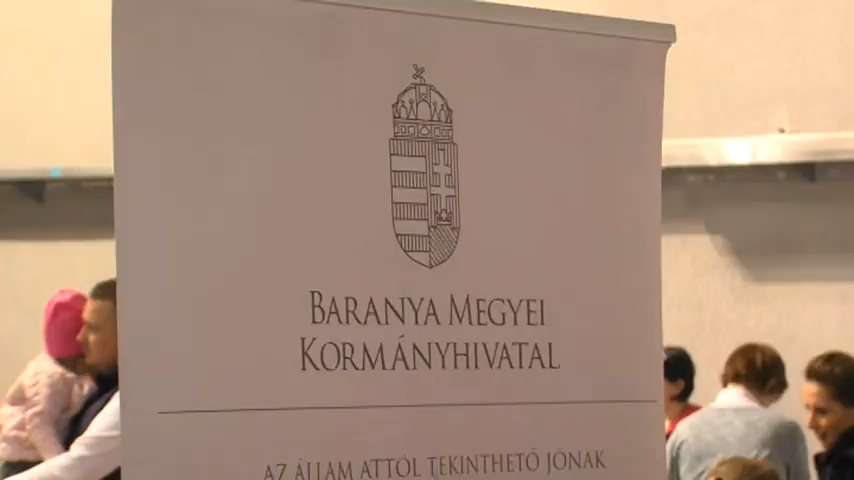 BARANYA MEGYEI
KORMÁNYHIVATAL
AZ ÁLLAM ATTÓL TEKINTHETŐ JÓNAK